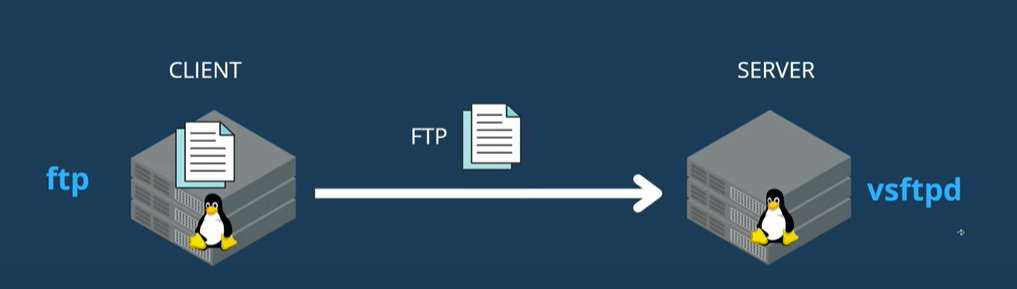 CLIENT
SERVER
FTP
ftp
vsftpd